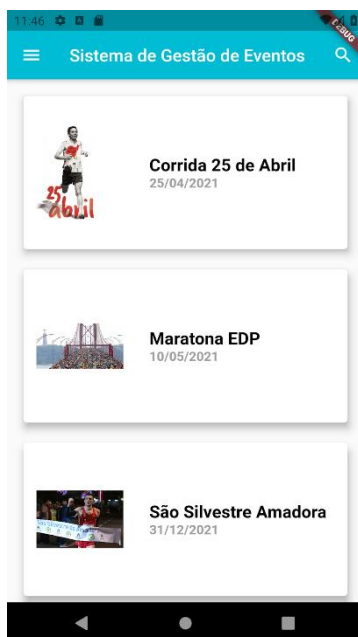 11.46
DEBUG
Sistema de Gestão de Eventos
25
abril
Corrida 25 de Abril
25/04/2021
Maratona EDP
10/05/2021
São Silvestre Amadora
31/12/2021